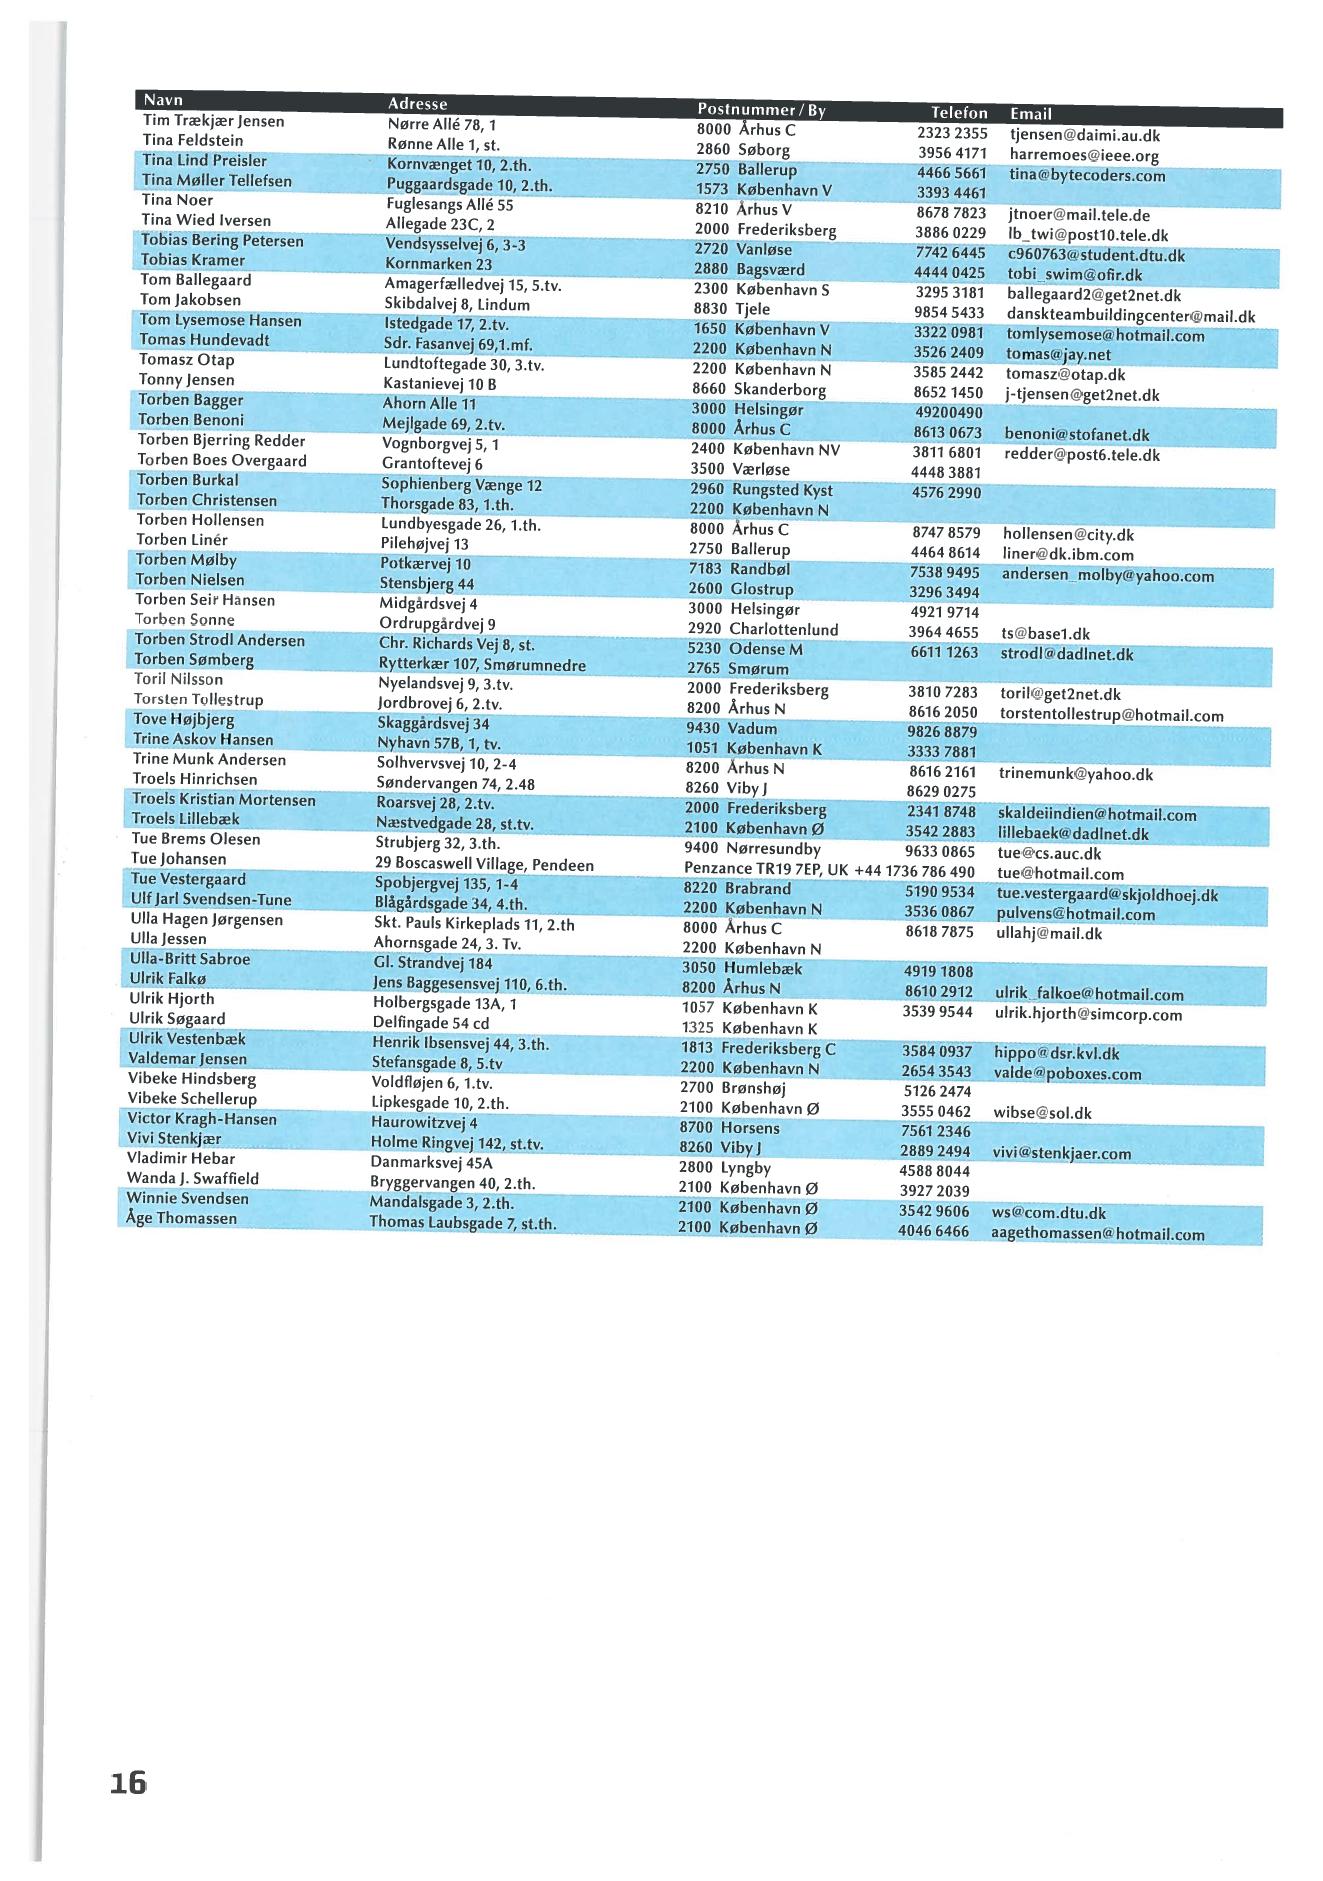 Navn Adresse Postnummer / By Telefon Email
Tim Trækjær Jensen Nørre Allé 78, 1 8000 Århus C 2323 2355 tjensen@daimi.au.dk
Tina Feldstein Rønne Alle 1, st. 2860 Søborg 3956 4171 harremoes@ieee.org
Tina Lind Preisler Kornvænget 10, 2.th. 2750 Ballerup 4466 5661 tina@bytecoders.com
Tina Møller Tellefsen Puggaardsgade 10, 2.th. 1573 København V 3393 4461
Tina Noer Fuglesangs Allé 55 8210 Århus V 8678 7823 jtnoer@mail.tele.de
Tina Wied Iversen Allegade 23C, 2 2000 Frederiksberg 3886 0229 lb_twi@post10.tele.dk
Tobias Bering Petersen Vendsysselvej 6, 3-3 2720 Vanløse 7742 6445 c960763@student.dtu.dk
Tobias Kramer Kornmarken 23 2880 Bagsværd 4444 0425 tobi_swim@ofir.dk
Tom Ballegaard Amagerfælledvej 15, 5.tv. 2300 København S 3295 3181 ballegaard2@get2net.dk
Tom Jakobsen Skibdalvej 8, Lindum 8830 Tjele 9854 5433 danskteambuildingcenter@mail.dk
Tom Lysemose Hansen Istedgade 17, 2.tv. 1650 København V 3322 0981 tomlysemose@hotmail.com
Tomas Hundevadt Sdr. Fasanvej 69,1.mf. 2200 København N 3526 2409 tomas@jay.net
Tomasz Otap Lundtoftegade 30, 3.tv. 2200 København N 3585 2442 tomasz@otap.dk
Tonny Jensen Kastanievej 10 B 8660 Skanderborg 8652 1450 j-tjensen@get2net.dk
Torben Bagger Ahorn Alle 11 3000 Helsingør 49200490
Torben Benoni Mejlgade 69, 2.tv. 8000 Århus C 8613 0673 benoni@stofanet.dk
Torben Bjerring Redder Vognborgvej 5, 1 2400 København NV 3811 6801 redder@post6.tele.dk
Torben Boes Overgaard Grantoftevej 6 3500 Værløse 4448 3881
Torben Burkal Sophienberg Vænge 12 2960 Rungsted Kyst 4576 2990
Torben Christensen Thorsgade 83, 1.th. 2200 København N
Torben Hollensen Lundbyesgade 26, 1.th. 8000 Århus C 8747 8579 hollensen@city.dk
Torben Linér Pilehøjvej 13 2750 Ballerup 4464 8614 liner@dk.ibm.com
Torben Mølby Potkærvej 10 7183 Randbøl 7538 9495 andersen_molby@yahoo.com
Torben Nielsen Stensbjerg 44 2600 Glostrup 3296 3494
Torben Seir Hansen Midgårdsvej 4 3000 Helsingør 4921 9714
Torben Sonne Ordrupgårdvej 9 2920 Charlottenlund 3964 4655 ts@base1.dk
Torben Strodl Andersen Chr. Richards Vej 8, st. 5230 Odense M 6611 1263 strodl@dadlnet.dk
Torben Sømberg Rytterkær 107, Smørumnedre 2765 Smørum
Toril Nilsson Nyelandsvej 9, 3.tv. 2000 Frederiksberg 3810 7283 toril@get2net.dk
Torsten Tollestrup Jordbrovej 6, 2.tv. 8200 Århus N 8616 2050 torstentollestrup@hotmail.com
Tove Højbjerg Skaggårdsvej 34 9430 Vadum 9826 8879
Trine Askov Hansen Nyhavn 57B, 1, tv. 1051 København K 3333 7881
Trine Munk Andersen Solhvervsvej 10, 2-4 8200 Århus N 8616 2161 trinemunk@yahoo.dk
Troels Hinrichsen Søndervangen 74, 2.48 8260 Viby J 8629 0275
Troels Kristian Mortensen Roarsvej 28, 2.tv. 2000 Frederiksberg 2341 8748 skaldeiindien@hotmail.com
Troels Lillebæk Næstvedgade 28, st.tv. 2100 København Ø 3542 2883 lillebaek@dadlnet.dk
Tue Brems Olesen Strubjerg 32, 3.th. 9400 Nørresundby 9633 0865 tue@cs.auc.dk
Tue Johansen 29 Boscaswell Village, Pendeen Penzance TR19 7EP, UK +44 1736 786 490 tue@hotmail.com
Tue Vestergaard Spobjergvej 135, 1-4 8220 Brabrand 5190 9534 tue.vestergaard@skjoldhoej.dk
Ulf Jarl Svendsen-Tune Blågårdsgade 34, 4.th. 2200 København N 3536 0867 pulvens@hotmail.com
Ulla Hagen Jørgensen Skt. Pauls Kirkeplads 11, 2.th 8000 Århus C 8618 7875 ullahj@mail.dk
Ulla Jessen Ahornsgade 24, 3. Tv. 2200 København N
Ulla-Britt Sabroe Gl. Strandvej 184 3050 Humlebæk 4919 1808
Ulrik Falkø Jens Baggesensvej 110, 6.th. 8200 Århus N 8610 2912 ulrik_falkoe@hotmail.com
Ulrik Hjorth Holbergsgade 13A, 1 1057 København K 3539 9544 ulrik.hjorth@simcorp.com
Ulrik Søgaard Delfingade 54 cd 1325 København K
Ulrik Vestenbæk Henrik Ibsensvej 44, 3.th. 1813 Frederiksberg C 3584 0937 hippo@dsr.kvl.dk
Valdemar Jensen Stefansgade 8, 5.tv 2200 København N 2654 3543 valde@poboxes.com
Vibeke Hindsberg Voldfløjen 6, 1.tv. 2700 Brønshøj 5126 2474
Vibeke Schellerup Lipkesgade 10, 2.th. 2100 København Ø 3555 0462 wibse@sol.dk
Victor Kragh-Hansen Haurowitzvej 4 8700 Horsens 7561 2346
Vivi Stenkjær Holme Ringvej 142, st.tv. 8260 Viby J 2889 2494 vivi@stenkjaer.com
Vladimir Hebar Danmarksvej 45A 2800 Lyngby 4588 8044
Wanda J. Swaffield Bryggervangen 40, 2.th. 2100 København Ø 3927 2039
Winnie Svendsen Mandalsgade 3, 2.th. 2100 København Ø 3542 9606 ws@com.dtu.dk
Åge Thomassen Thomas Laubsgade 7, st.th. 2100 København Ø 4046 6466 aagethomassen@hotmail.com
16